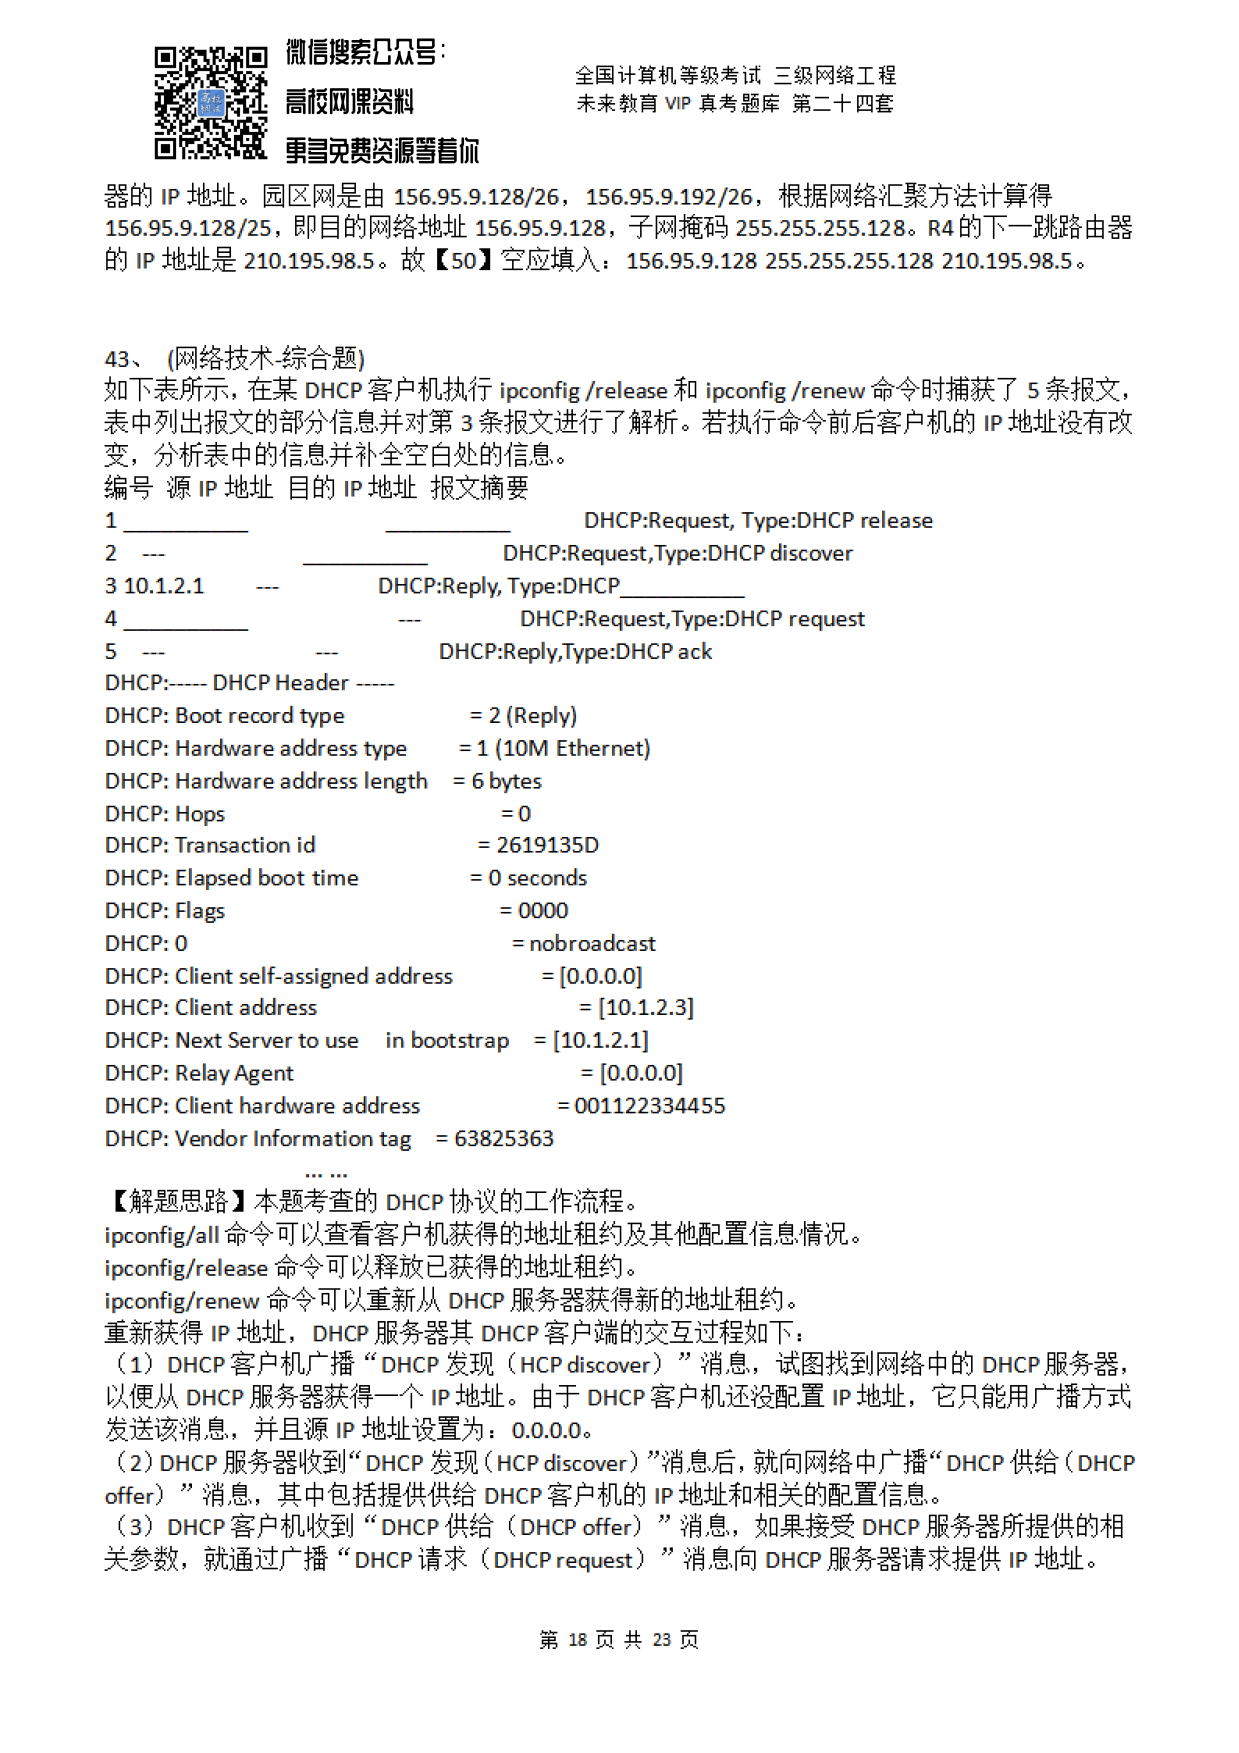 微信搜索公众号：
高校网课资料
更多免费资源等着你
全国计算机等级考试 三级网络工程
未来教育 VIP 真考题库 第二十四套
器的 IP 地址。园区网是由 156.95.9.128/26，156.95.9.192/26，根据网络汇聚方法计算得
156.95.9.128/25，即目的网络地址 156.95.9.128，子网掩码 255.255.255.128。R4 的下一跳路由器
的 IP 地址是 210.195.98.5。故【50】空应填入：156.95.9.128 255.255.255.128 210.195.98.5。
43、 (网络技术-综合题)
如下表所示，在某 DHCP 客户机执行 ipconfig /release 和 ipconfig /renew 命令时捕获了 5 条报文，
表中列出报文的部分信息并对第 3 条报文进行了解析。若执行命令前后客户机的 IP 地址没有改
变，分析表中的信息并补全空白处的信息。
编号 源 IP 地址 目的 IP 地址 报文摘要
1 __________ __________ DHCP:Request, Type:DHCP release
2 --- __________ DHCP:Request,Type:DHCP discover
3 10.1.2.1 --- DHCP:Reply, Type:DHCP__________
4 __________ --- DHCP:Request,Type:DHCP request
5 --- --- DHCP:Reply,Type:DHCP ack
DHCP:----- DHCP Header -----
DHCP: Boot record type = 2 (Reply)
DHCP: Hardware address type = 1 (10M Ethernet)
DHCP: Hardware address length = 6 bytes
DHCP: Hops = 0
DHCP: Transaction id = 2619135D
DHCP: Elapsed boot time = 0 seconds
DHCP: Flags = 0000
DHCP: 0 = nobroadcast
DHCP: Client self-assigned address = [0.0.0.0]
DHCP: Client address = [10.1.2.3]
DHCP: Next Server to use in bootstrap = [10.1.2.1]
DHCP: Relay Agent = [0.0.0.0]
DHCP: Client hardware address = 001122334455
DHCP: Vendor Information tag = 63825363
... ...
【解题思路】本题考查的 DHCP 协议的工作流程。
ipconfig/all 命令可以查看客户机获得的地址租约及其他配置信息情况。
ipconfig/release 命令可以释放已获得的地址租约。
ipconfig/renew 命令可以重新从 DHCP 服务器获得新的地址租约。
重新获得 IP 地址，DHCP 服务器其 DHCP 客户端的交互过程如下：
（1）DHCP 客户机广播“DHCP 发现（HCP discover）”消息，试图找到网络中的 DHCP 服务器，
以便从 DHCP 服务器获得一个 IP 地址。由于 DHCP 客户机还没配置 IP 地址，它只能用广播方式
发送该消息，并且源 IP 地址设置为：0.0.0.0。
（2）DHCP 服务器收到“DHCP 发现（HCP discover）”消息后，就向网络中广播“DHCP 供给（DHCP
offer）”消息，其中包括提供供给 DHCP 客户机的 IP 地址和相关的配置信息。
（3）DHCP 客户机收到“DHCP 供给（DHCP offer）”消息，如果接受 DHCP 服务器所提供的相
关参数，就通过广播“DHCP 请求（DHCP request）”消息向 DHCP 服务器请求提供 IP 地址。
第 18 页 共 23 页